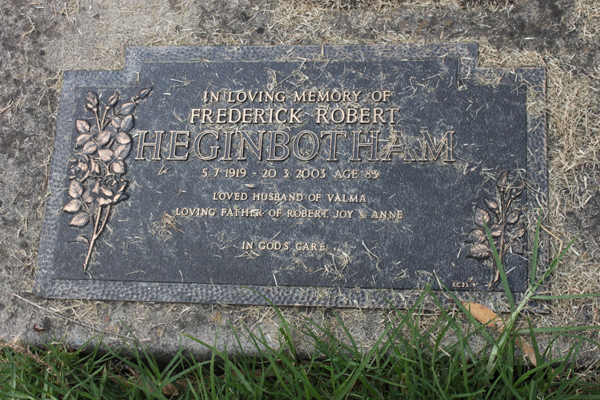 IN LOVING MEMORY OF
FREDERICK ROBERT
HEGINBOTHAM
5·7·1919 - 20·3·2003 AGE 83
LOVED HUSBAND OF VALMA
LOVING FATHER OF ROBERT, JOY & ANNE
IN GOD'S CARE